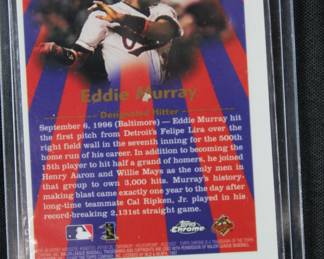 Eddie Murray
Designated Hitter
September 6, 1996 (Baltimore) — Eddie Murray hit
the first pitch from Detroit's Felipe Lira over the
right field wall in the seventh inning for the 500th
home run of his career. In addition to becoming the
15th player to hit half a grand of homers, he joined
Henry Aaron and Willie Mays as the only men in
that group to own 3,000 hits. Murray's history-
making blast came exactly one year to the day after
long-time teammate Cal Ripken, Jr. played in his
record-breaking 2,131st straight game.
Topps
Chrome